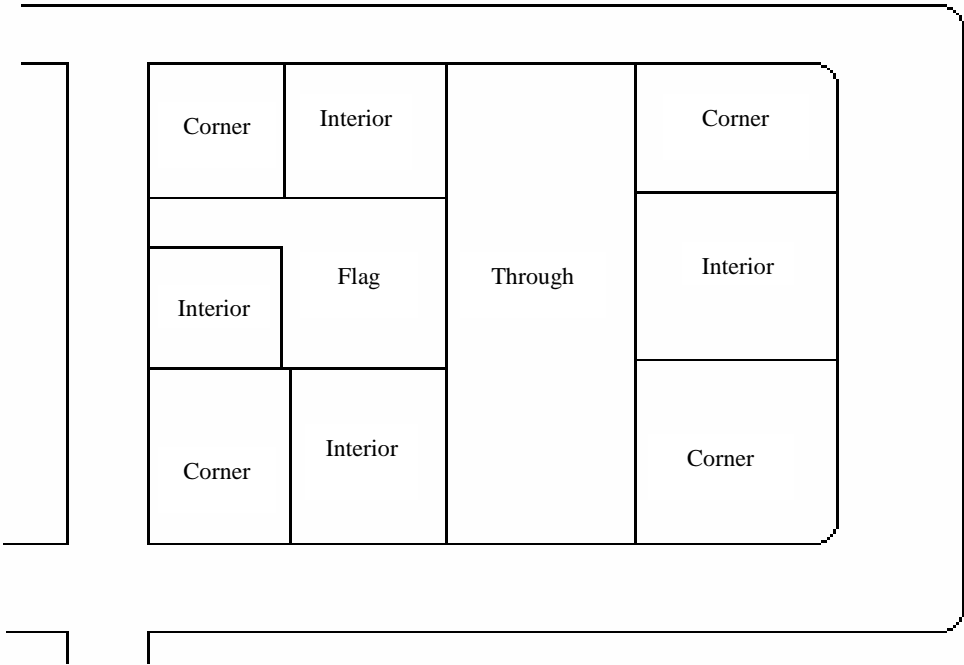 Corner
Interior
Corner
Flag
Through
Interior
Interior
Corner
Interior
Corner